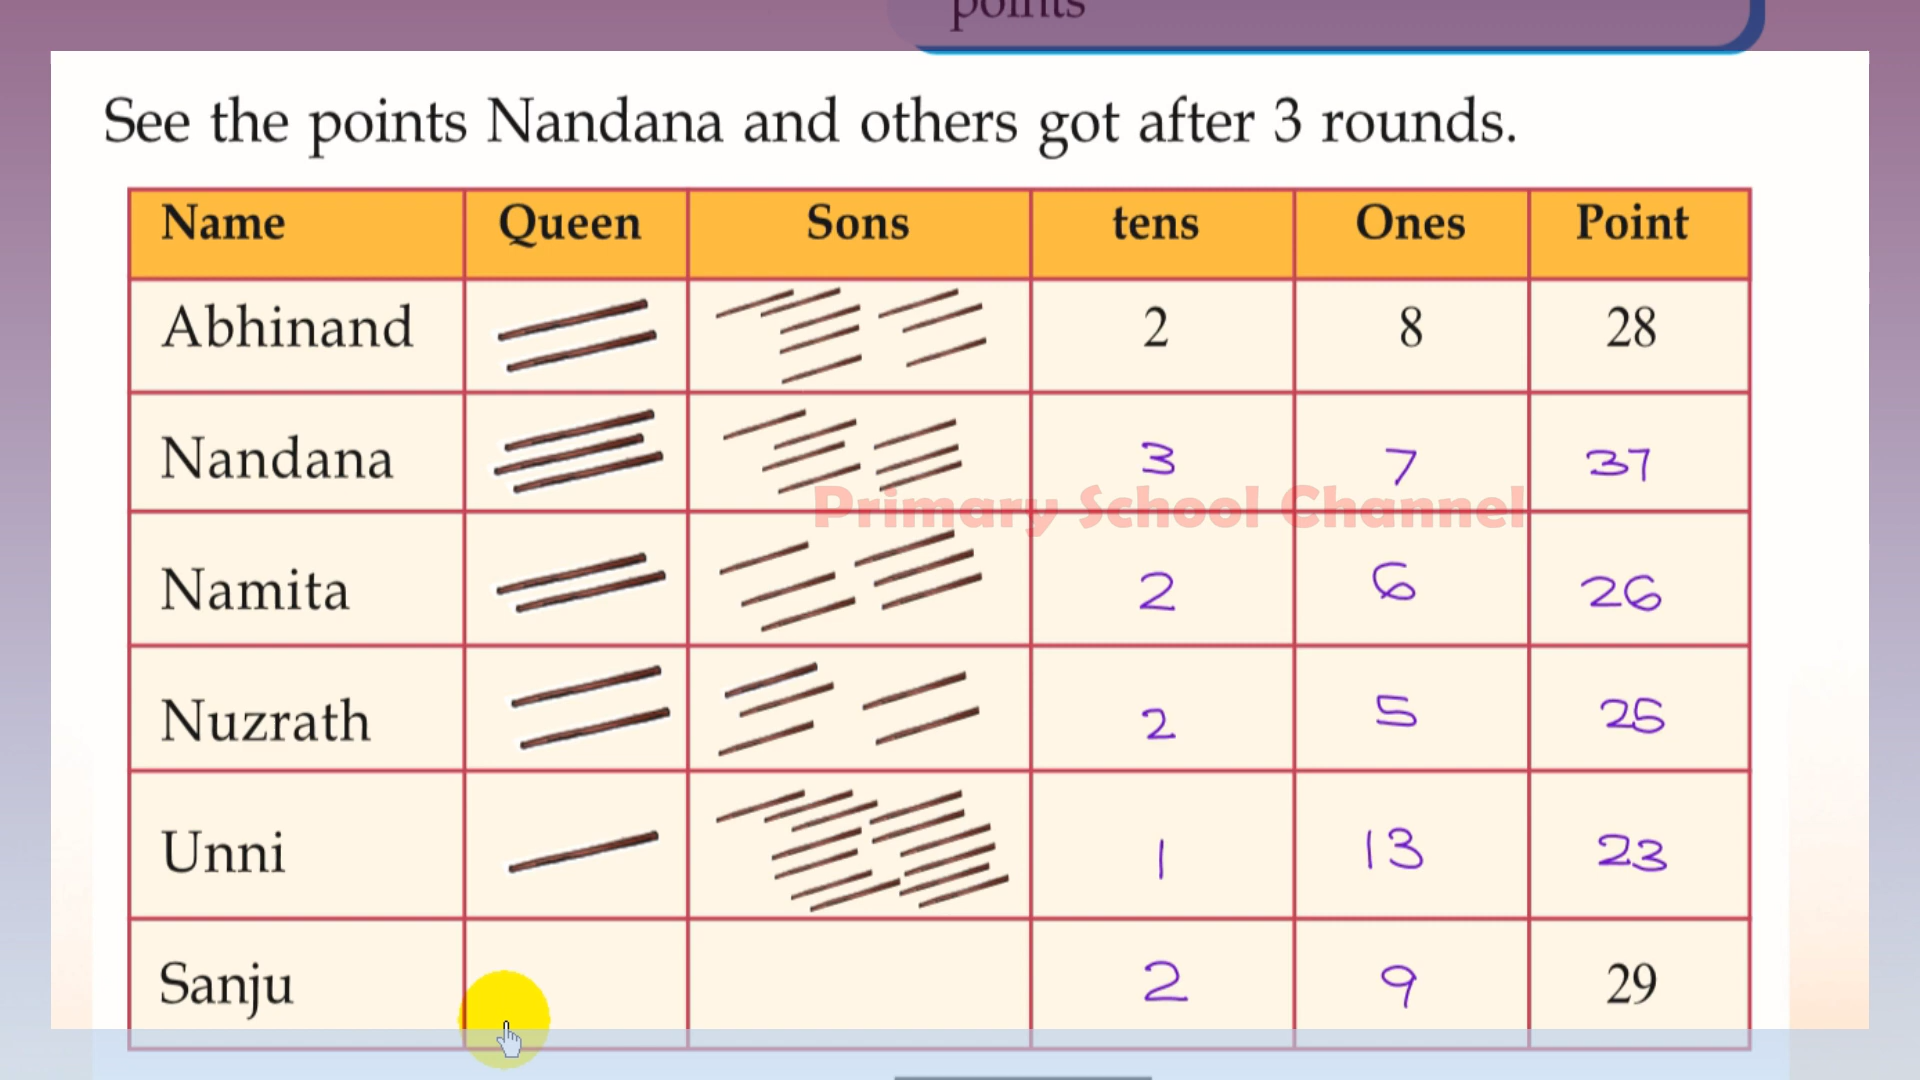 points
See the points Nandana and others got after 3 rounds.
Name Queen Sons tens Ones Point
Abhinand 2 8 28
Nandana 3 7 37
Primary School Channel
Namita 2 6 26
Nuzrath 2 5 25
Unni 1 13 23
Sanju 2 9 29